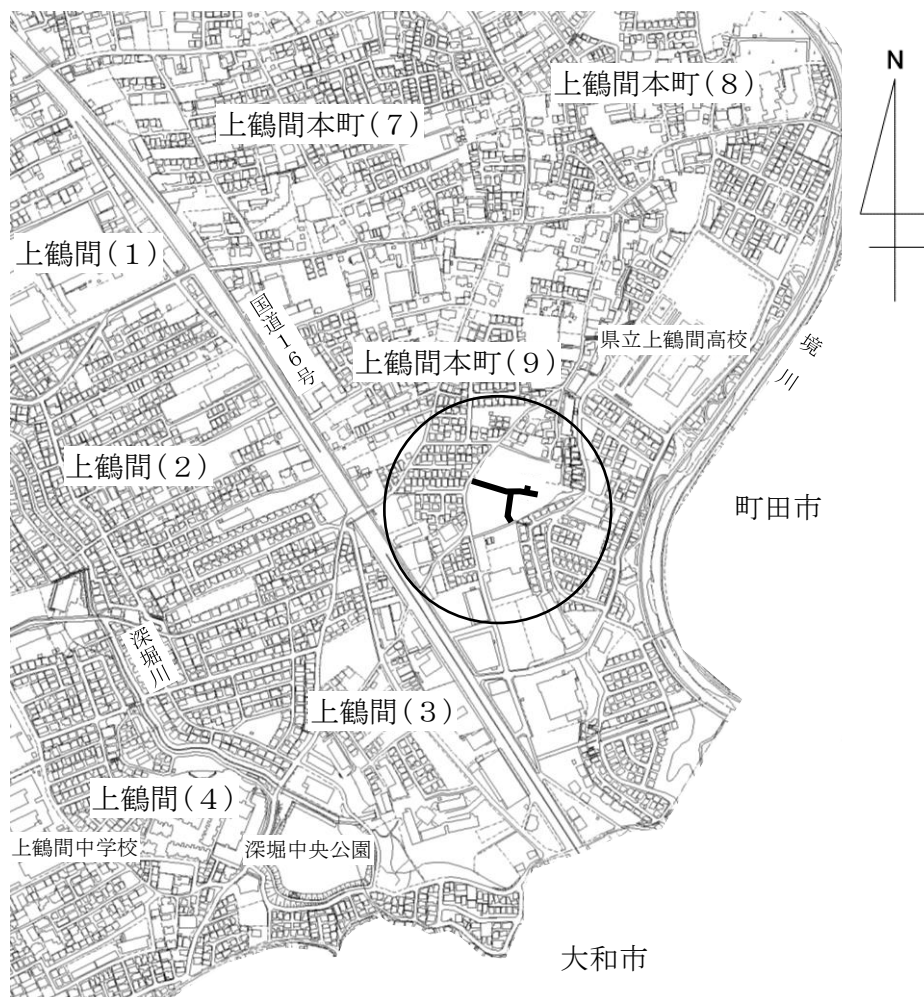 上鶴間本町(8)
N
上鶴間本町(7)
上鶴間(1)
国道16号
県立上鶴間高校
境川
上鶴間本町(9)
上鶴間(2)
町田市
深堀川
上鶴間(3)
上鶴間(4)
上鶴間中学校
深堀中央公園
大和市